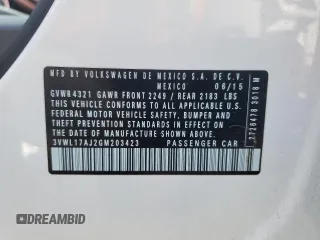 MFD BY VOLKSWAGEN DE MEXICO S.A. DE C.V.
MEXICO 06/15
GVWR 4321 GAWR FRONT 2249 / REAR 2183 LBS
THIS VEHICLE CONFORMS TO ALL APPLICABLE U.S.
FEDERAL MOTOR VEHICLE SAFETY, BUMPER, AND
THEFT PREVENTION STANDARDS IN EFFECT ON THE
DATE OF MANUFACTURE SHOWN ABOVE.
3VWL17AJ2GM203423 PASSENGER CAR
2726478 3018 M
DREAMBID